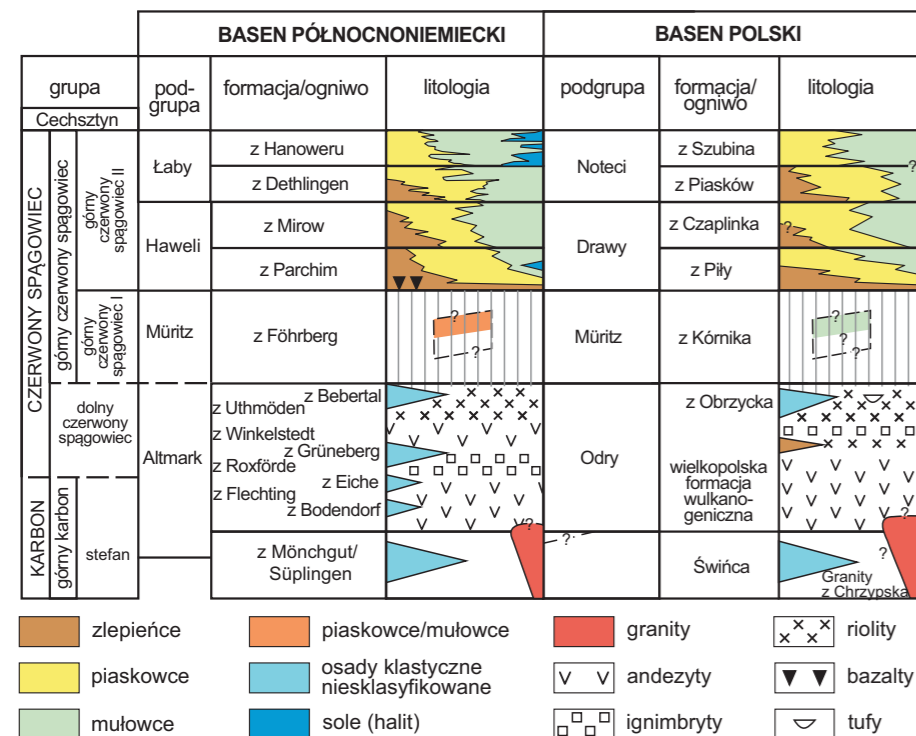 BASEN PÓŁNOCNONIEMIECKI
BASEN POLSKI
grupa
pod-
grupa
formacja/ogniwo
litologia
podgrupa
formacja/
ogniwo
litologia
Cechsztyn
CZERWONY SPĄGOWIEC
górny czerwony spągowiec
górny
czerwony
spągowiec II
Łaby
z Hanoweru
Noteci
z Szubina
?
z Dethlingen
z Piasków
Haweli
z Mirow
Drawy
z Czaplinka
?
z Parchim
z Piły
górny
czerwony
spągowiec I
Müritz
z Föhrberg
?
?
Müritz
z Kórnika
?
?
dolny
czerwony
spągowiec
Altmark
z Bebertal
z Uthmöden
z Winkelstedt
z Grüneberg
z Roxförde
z Eiche
z Flechting
z Bodendorf
?
Odry
z Obrzycka
wielkopolska
formacja
wulkano-
geniczna
?
KARBON
górny karbon
stefan
z Mönchgut/
Süplingen
?
Świńca
?
Granity
z Chrzypska
zlepieńce
piaskowce/mułowce
granity
riolity
piaskowce
osady klastyczne
niesklasyfikowane
andezyty
bazalty
mułowce
sole (halit)
ignimbryty
tufy